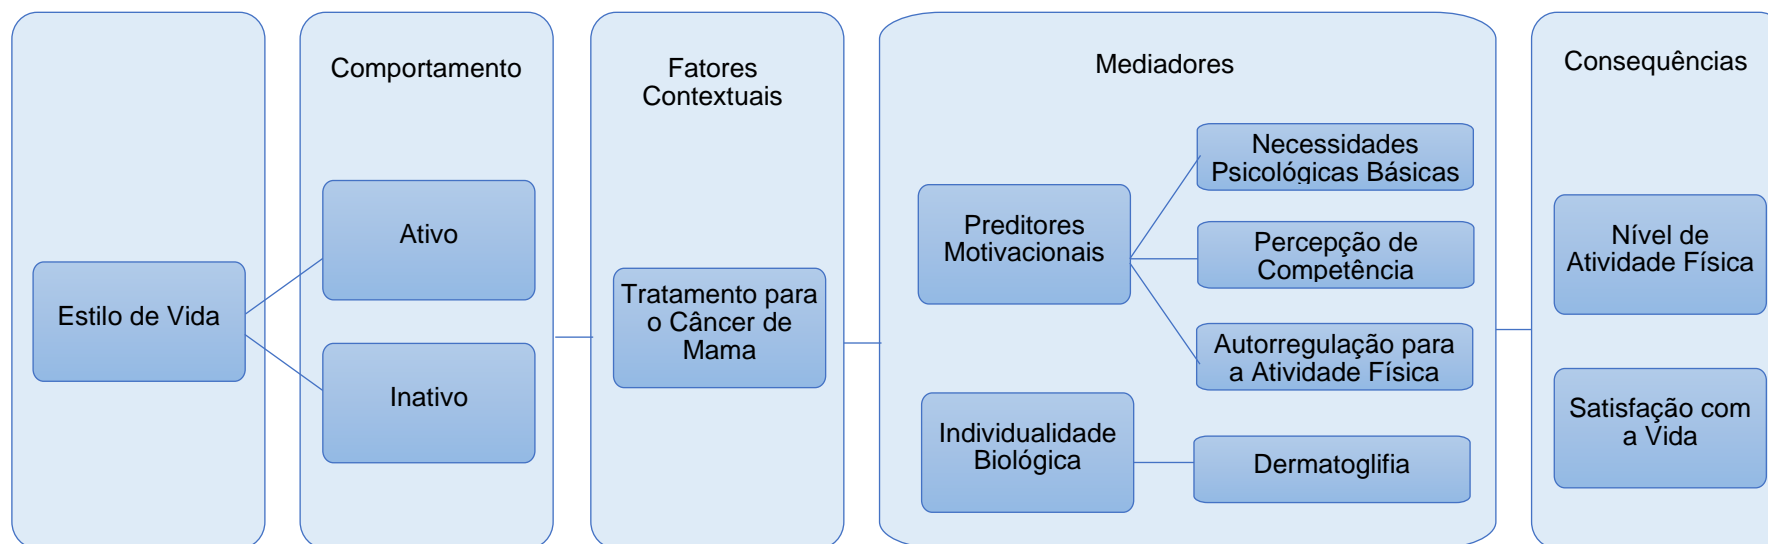 Estilo de Vida
Comportamento
Ativo
Inativo
Fatores
Contextuais
Tratamento para
o Câncer de
Mama
Mediadores
Preditores
Motivacionais
Necessidades
Psicológicas Básicas
Percepção de
Competência
Autorregulação para
a Atividade Física
Individualidade
Biológica
Dermatoglifia
Consequências
Nível de
Atividade Física
Satisfação com
a Vida